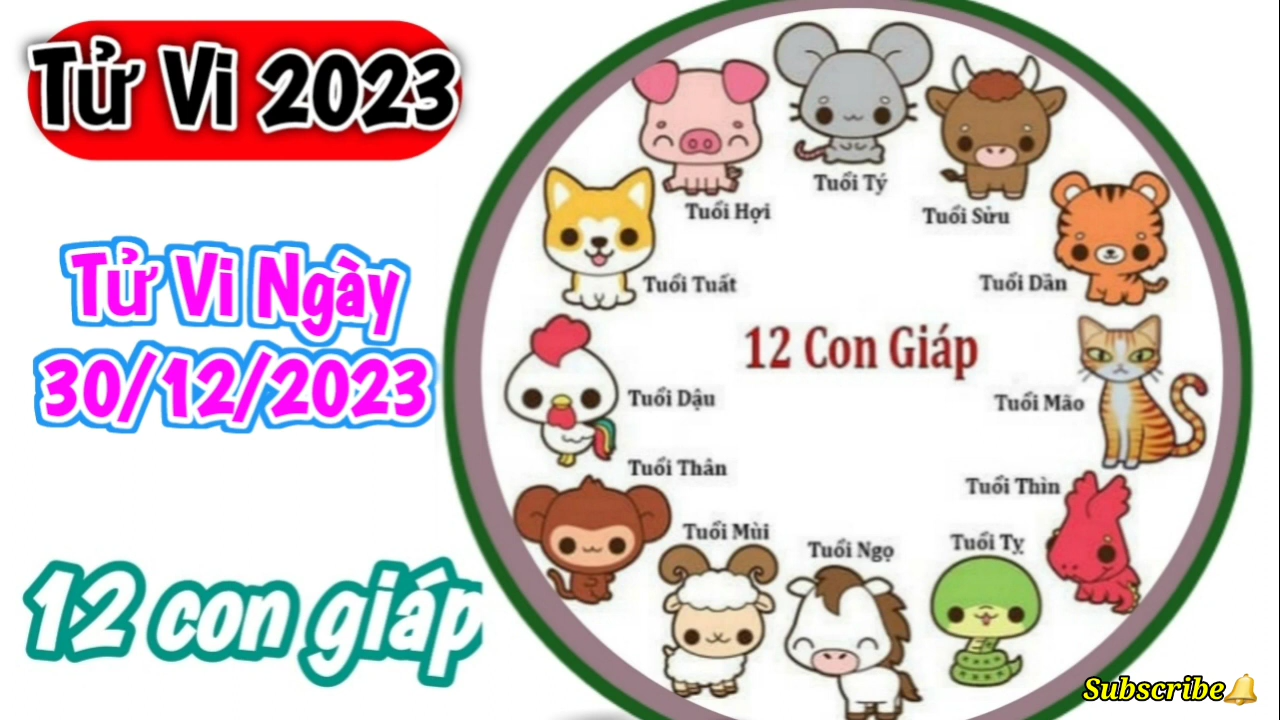 Tử Vi 2023
Tử Vi Ngày
30/12/2023
12 con giáp
Tuổi Tý
Tuổi Hợi
Tuổi Sửu
Tuổi Tuất
Tuổi Dần
12 Con Giáp
Tuổi Dậu
Tuổi Mão
Tuổi Thân
Tuổi Thìn
Tuổi Mùi
Tuổi Ngọ
Tuổi Tỵ
Subscribe